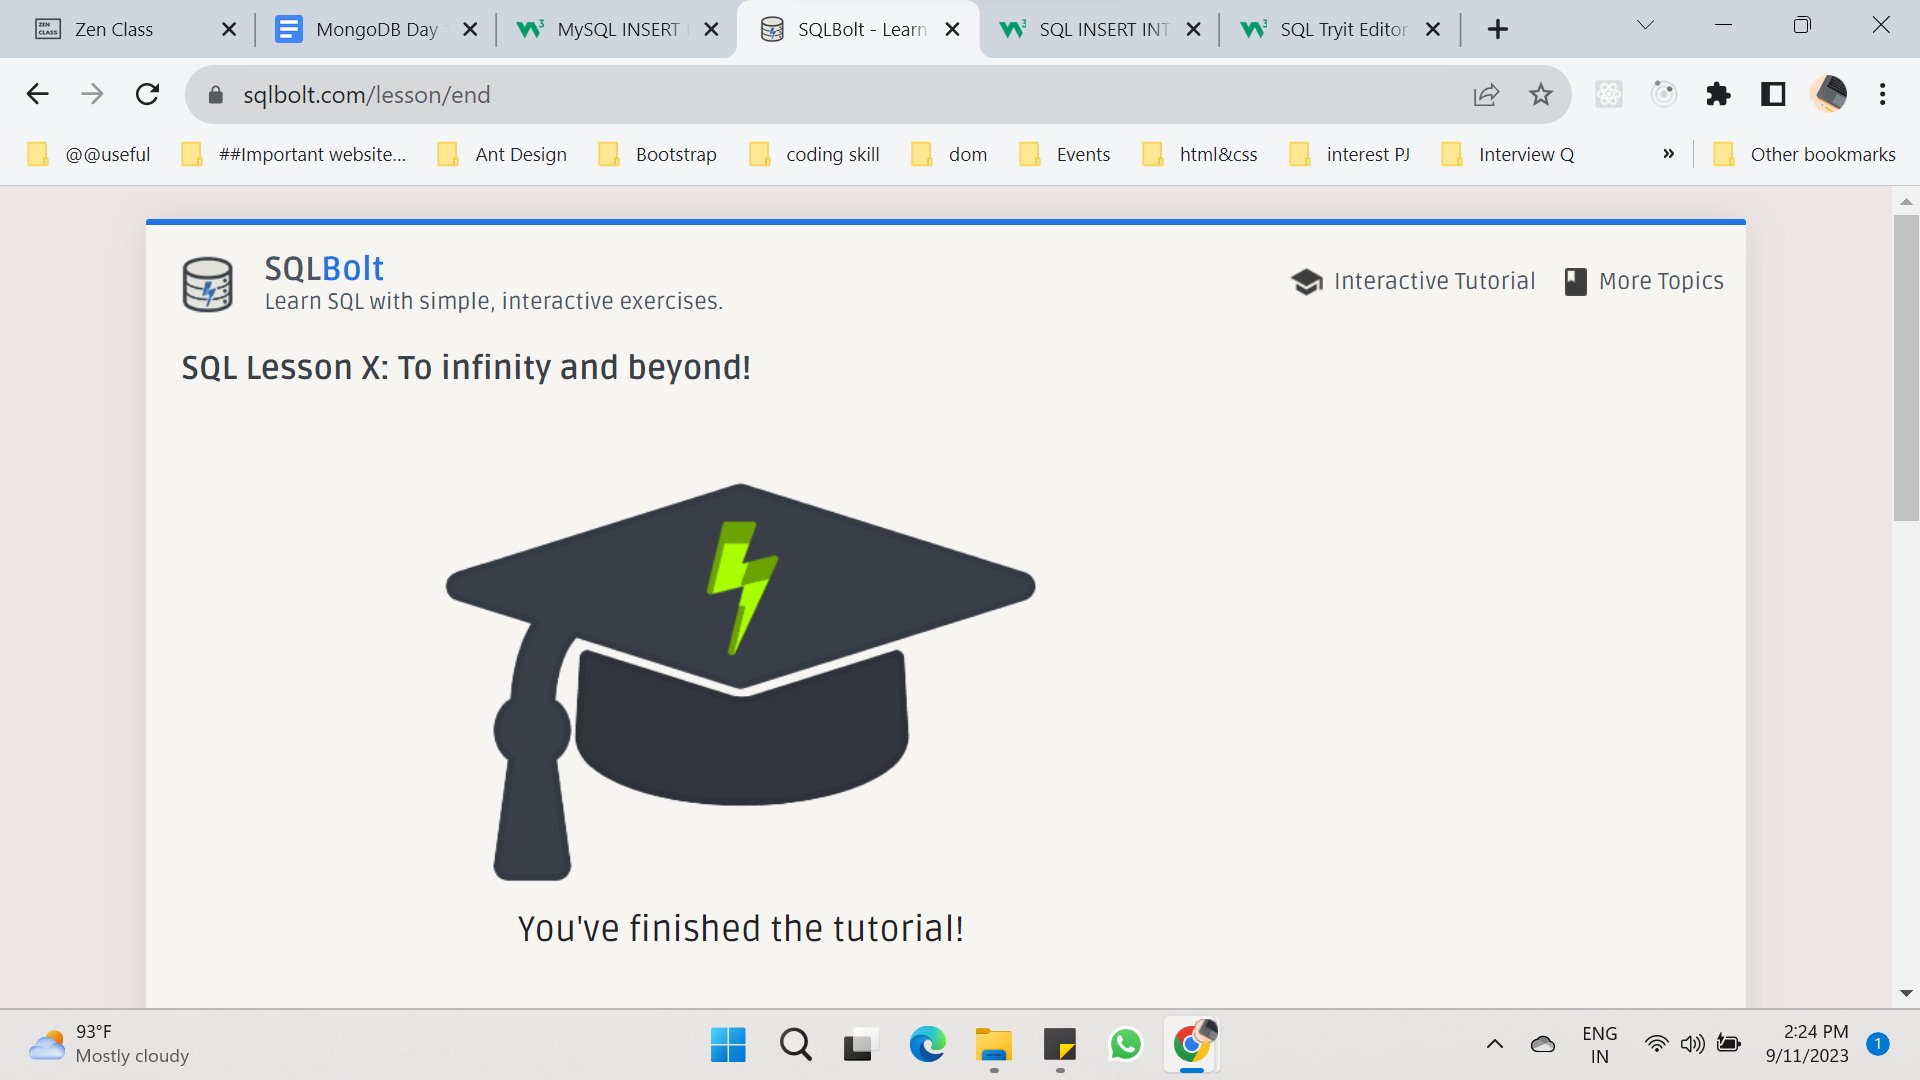 Zen Class
MongoDB Day
MySQL INSERT
SQLBolt - Learn
SQL INSERT INT
SQL Tryit Editor
sqlbolt.com/lesson/end
@@useful
##Important website...
Ant Design
Bootstrap
coding skill
dom
Events
html&css
interest PJ
Interview Q
»
Other bookmarks
SQLBolt
Learn SQL with simple, interactive exercises.
Interactive Tutorial
More Topics
SQL Lesson X: To infinity and beyond!
You've finished the tutorial!
93°F
Mostly cloudy
ENG
IN
2:24 PM
9/11/2023
1